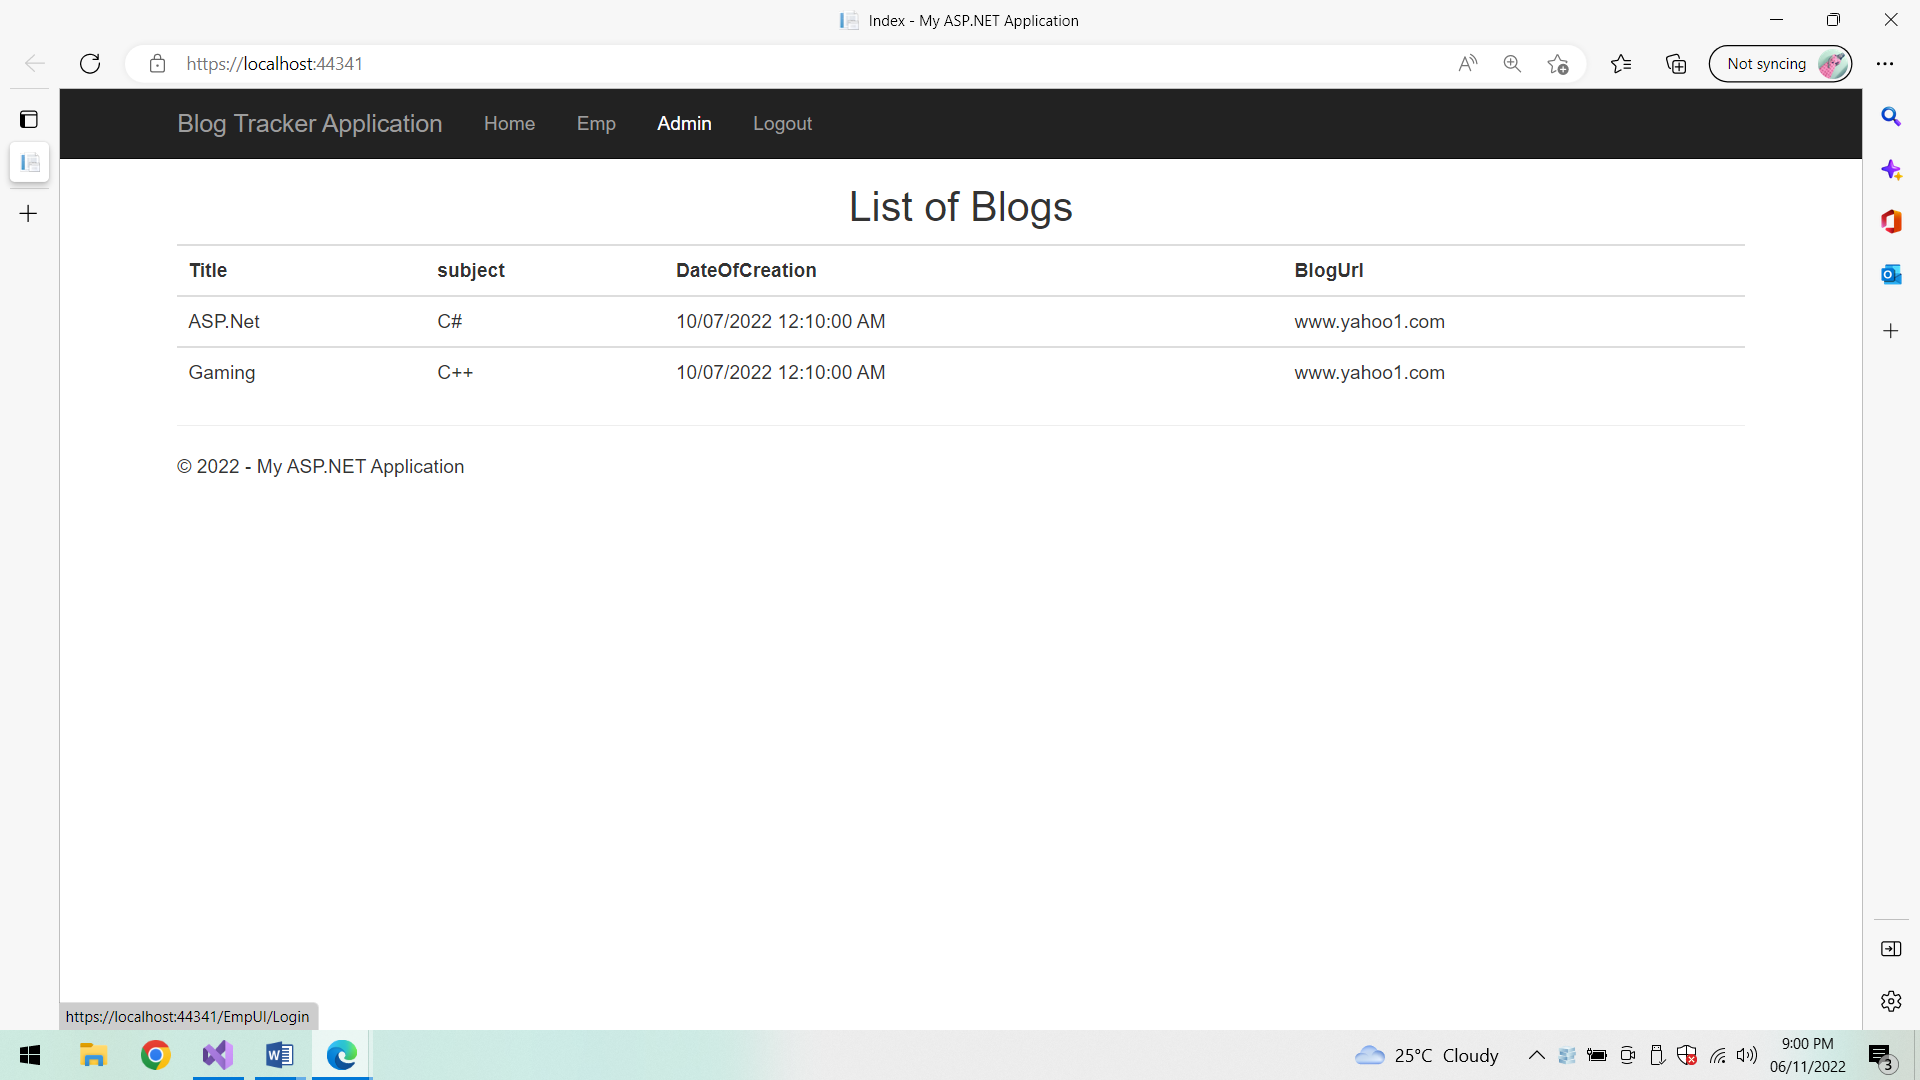 Index - My ASP.NET Application
https://localhost:44341
Not syncing
Blog Tracker Application Home Emp Admin Logout
List of Blogs
Title subject DateOfCreation BlogUrl
ASP.Net C# 10/07/2022 12:10:00 AM www.yahoo1.com
Gaming C++ 10/07/2022 12:10:00 AM www.yahoo1.com
© 2022 - My ASP.NET Application
https://localhost:44341/EmpUI/Login
25°C Cloudy
9:00 PM
06/11/2022
3